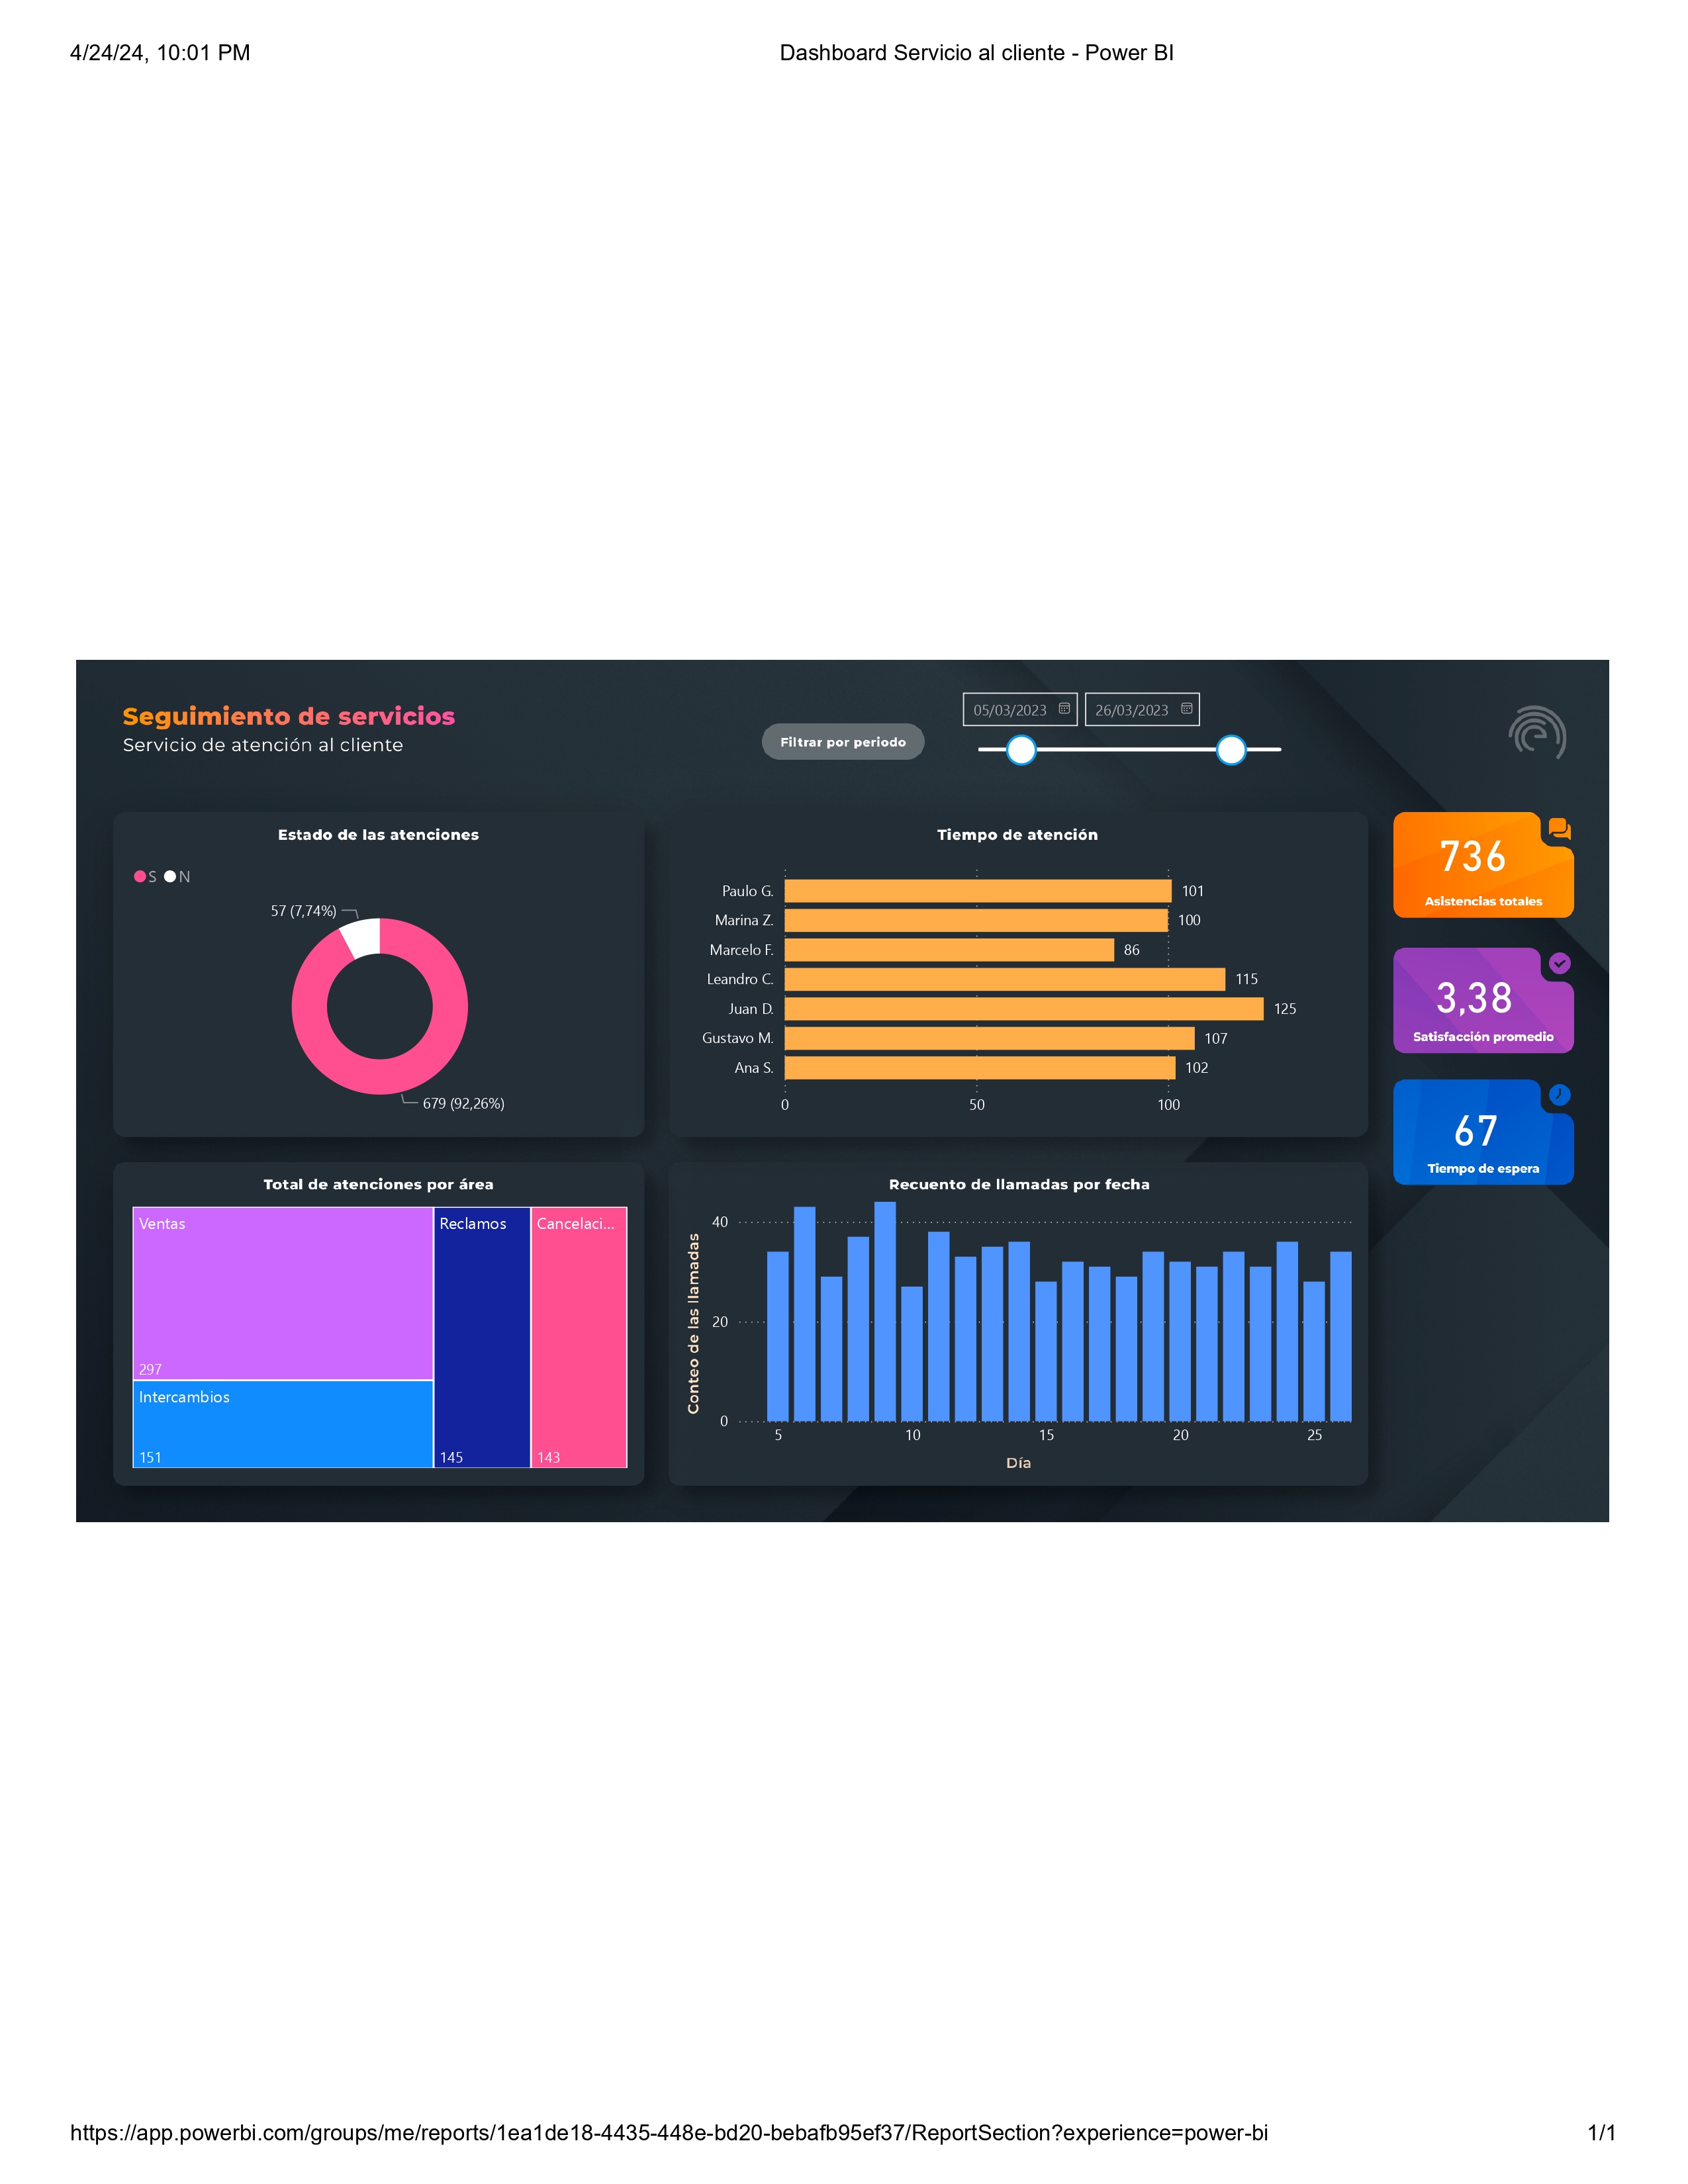 4/24/24, 10:01 PM
Dashboard Servicio al cliente - Power BI
Seguimiento de servicios
Servicio de atención al cliente
Filtrar por periodo
05/03/2023
26/03/2023
Estado de las atenciones
S N
57 (7,74%)
679 (92,26%)
Tiempo de atención
Paulo G. 101
Marina Z. 100
Marcelo F. 86
Leandro C. 115
Juan D. 125
Gustavo M. 107
Ana S. 102
0 50 100
736
Asistencias totales
3,38
Satisfacción promedio
67
Tiempo de espera
Total de atenciones por área
Ventas
297
Intercambios
151
Reclamos
145
Cancelaci...
143
Recuento de llamadas por fecha
Conteo de las llamadas
40
20
0
5 10 15 20 25
Día
https://app.powerbi.com/groups/me/reports/1ea1de18-4435-448e-bd20-bebafb95ef37/ReportSection?experience=power-bi
1/1